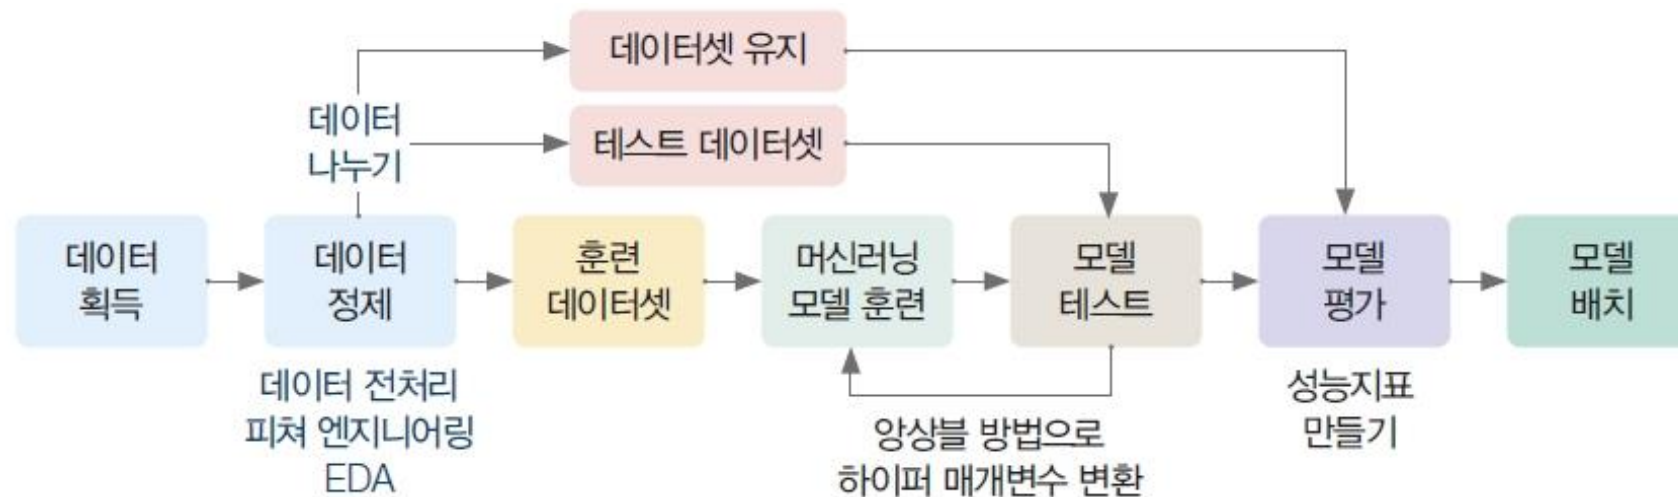 데이터셋 유지
데이터
나누기
테스트 데이터셋
데이터
획득
데이터
정제
훈련
데이터셋
머신러닝
모델 훈련
모델
테스트
모델
평가
모델
배치
데이터 전처리
피쳐 엔지니어링
EDA
앙상블 방법으로
하이퍼 매개변수 변환
성능지표
만들기